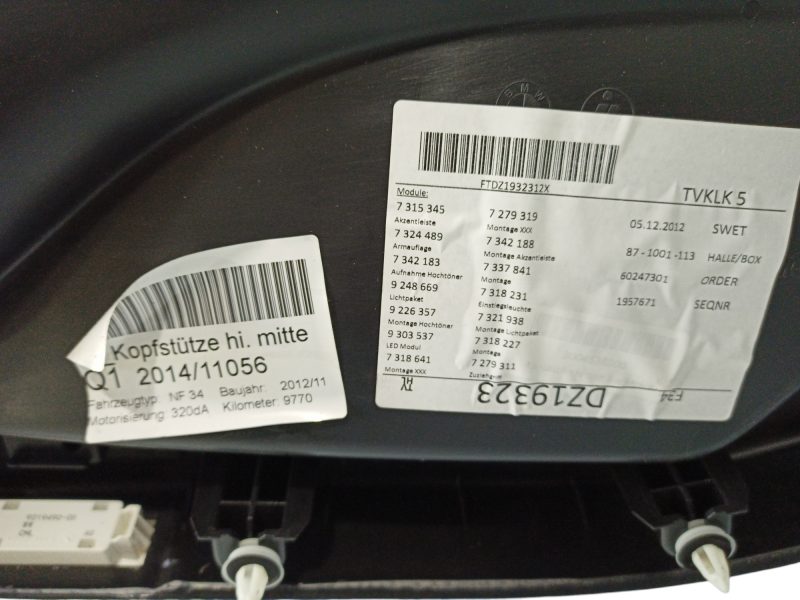 BMW
FTDZ1932312X
TVKLK 5
Module:
7 315 345
Akzentleiste
7 324 489
Armauflage
7 342 183
Aufnahme Hochtöner
9 248 669
Lichtpaket
9 226 357
Montage Hochtöner
9 303 537
LED Modul
7 318 641
Montage XXX
7 279 319
Montage XXX
7 342 188
Montage Akzentleiste
7 337 841
Montage
7 318 231
Einstiegsleuchte
7 321 938
Montage Lichtpaket
7 318 227
Montage
7 279 311
Zuziehgriff
05.12.2012 SWET
87-1001-113 HALLE/BOX
60247301 ORDER
1957671 SEQNR
DZ19323
F34
Kopfstütze hi. mitte
Q1 2014/11056
Fahrzeugtyp: NF 34 Baujahr: 2012/11
Motorisierung: 320dA Kilometer: 9770